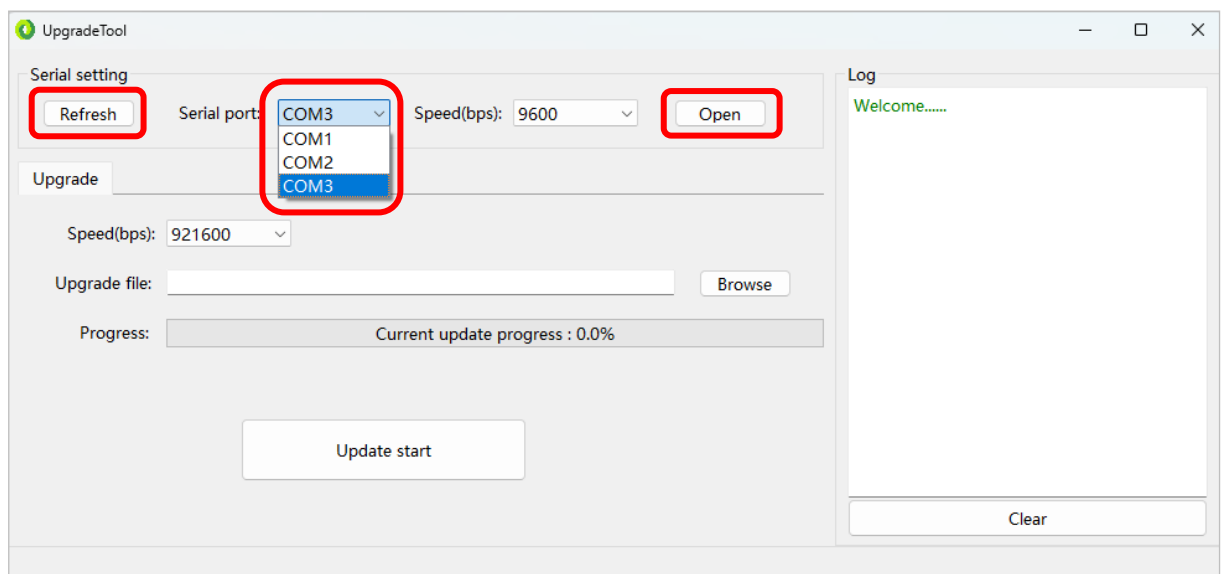 UpgradeTool
Serial setting
Refresh
Serial port:
COM3
COM1
COM2
COM3
Speed(bps):
9600
Open
Upgrade
Speed(bps):
921600
Upgrade file:
Browse
Progress:
Current update progress : 0.0%
Update start
Log
Welcome......
Clear